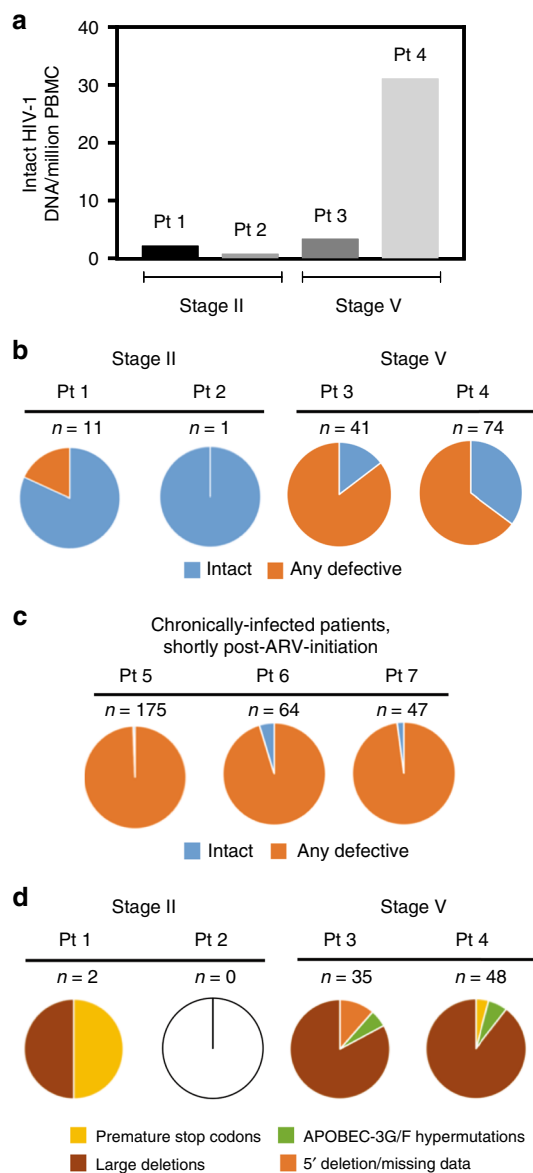 a
Intact HIV-1
DNA/million PBMC
40
30
20
10
0
Pt 1
Pt 2
Pt 3
Pt 4
Stage II
Stage V
b
Stage II
Stage V
Pt 1
Pt 2
Pt 3
Pt 4
n = 11
n = 1
n = 41
n = 74
Intact
Any defective
c
Chronically-infected patients,
shortly post-ARV-initiation
Pt 5
Pt 6
Pt 7
n = 175
n = 64
n = 47
Intact
Any defective
d
Stage II
Stage V
Pt 1
Pt 2
Pt 3
Pt 4
n = 2
n = 0
n = 35
n = 48
Premature stop codons
APOBEC-3G/F hypermutations
Large deletions
5′ deletion/missing data